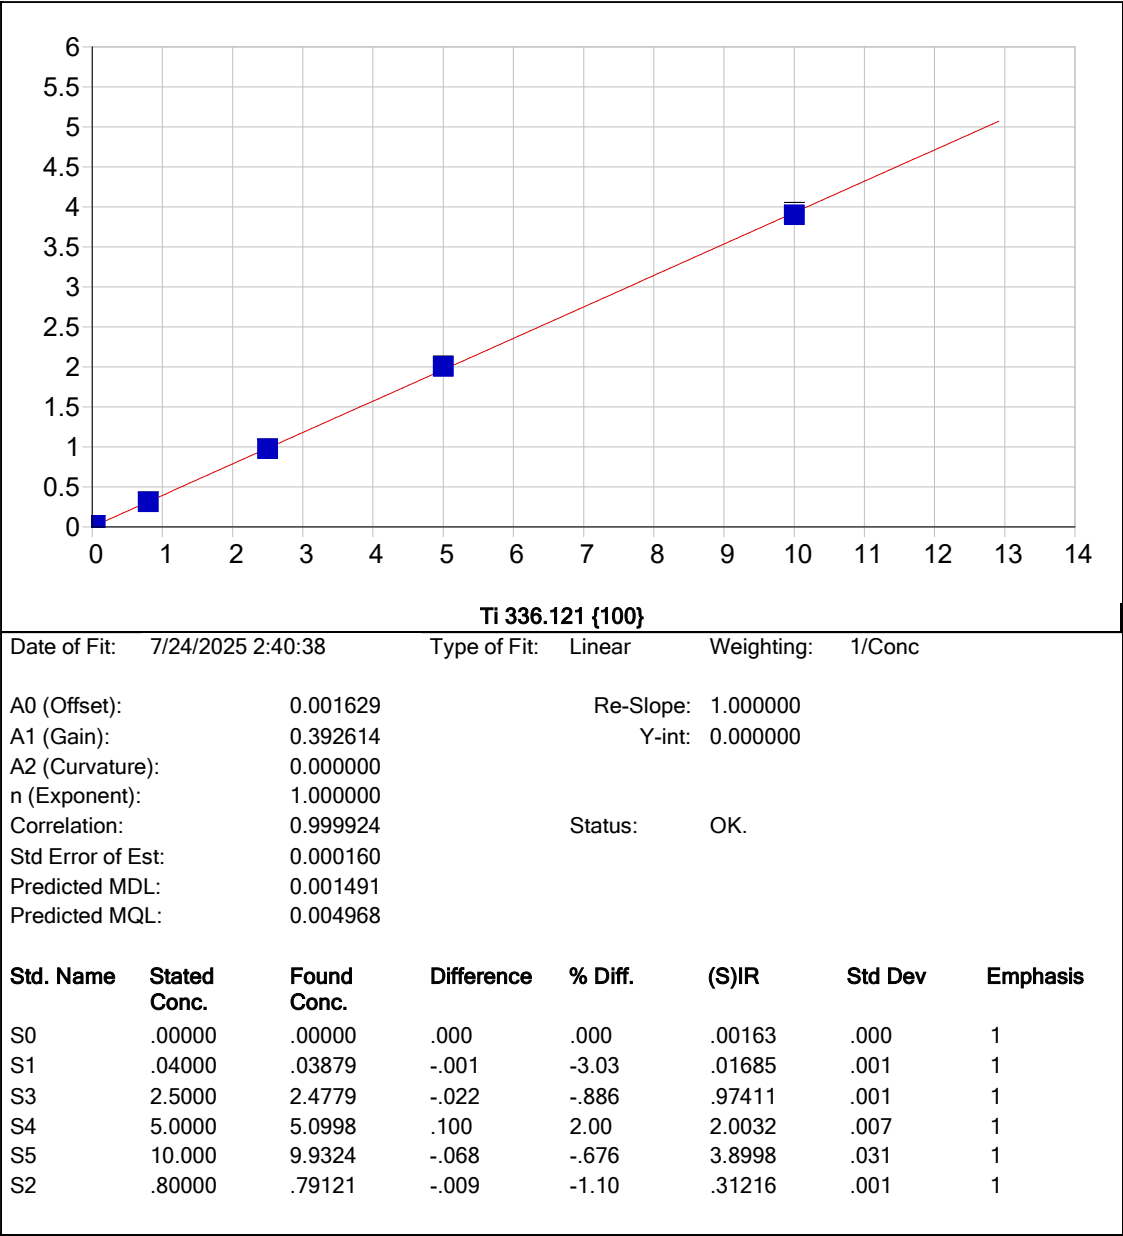 6
5.5
5
4.5
4
3.5
3
2.5
2
1.5
1
0.5
0
0 1 2 3 4 5 6 7 8 9 10 11 12 13 14
Ti 336.121 {100}
Date of Fit: 7/24/2025 2:40:38 Type of Fit: Linear Weighting: 1/Conc
A0 (Offset): 0.001629 Re-Slope: 1.000000
A1 (Gain): 0.392614 Y-int: 0.000000
A2 (Curvature): 0.000000
n (Exponent): 1.000000
Correlation: 0.999924 Status: OK.
Std Error of Est: 0.000160
Predicted MDL: 0.001491
Predicted MQL: 0.004968
Std. Name Stated Found Difference % Diff. (S)IR Std Dev Emphasis
Conc. Conc.
S0 .00000 .00000 .000 .000 .00163 .000 1
S1 .04000 .03879 -.001 -3.03 .01685 .001 1
S3 2.5000 2.4779 -.022 -.886 .97411 .001 1
S4 5.0000 5.0998 .100 2.00 2.0032 .007 1
S5 10.000 9.9324 -.068 -.676 3.8998 .031 1
S2 .80000 .79121 -.009 -1.10 .31216 .001 1